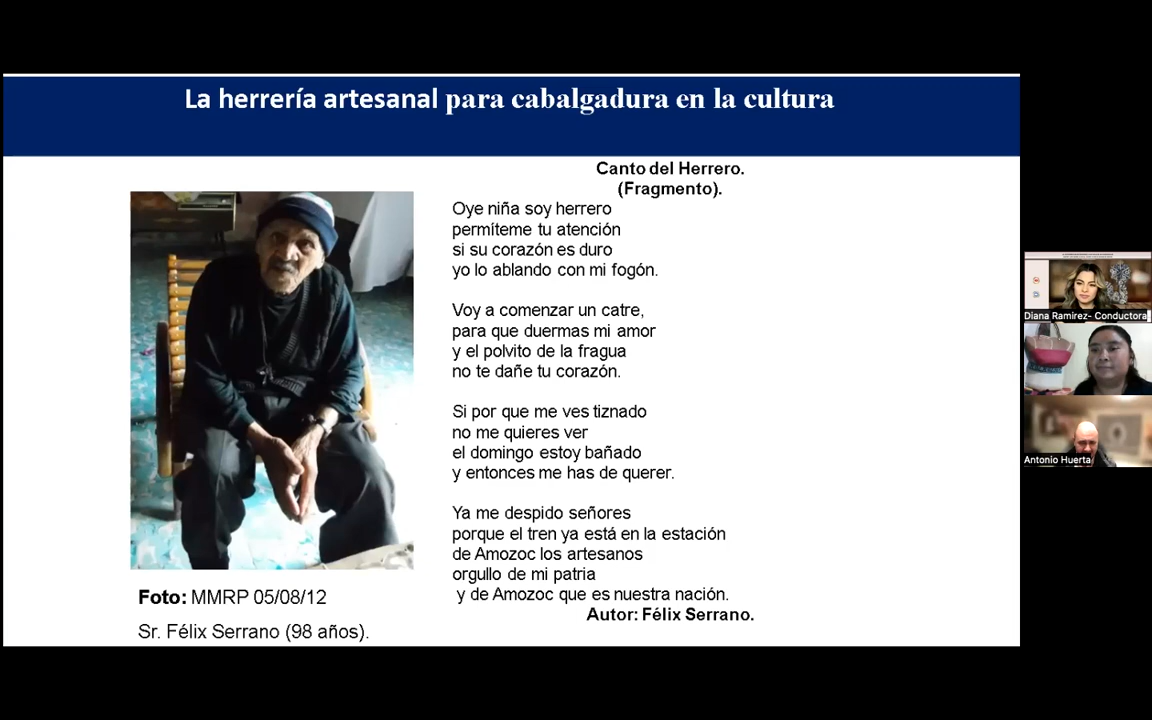 La herrería artesanal para cabalgadura en la cultura
Canto del Herrero.
(Fragmento).
Oye niña soy herrero
permíteme tu atención
si su corazón es duro
yo lo ablando con mi fogón.
Voy a comenzar un catre,
para que duermas mi amor
y el polvito de la fragua
no te dañe tu corazón.
Si por que me ves tiznado
no me quieres ver
el domingo estoy bañado
y entonces me has de querer.
Ya me despido señores
porque el tren ya está en la estación
de Amozoc los artesanos
orgullo de mi patria
y de Amozoc que es nuestra nación.
Autor: Félix Serrano.
Foto: MMRP 05/08/12
Sr. Félix Serrano (98 años).
Diana Ramírez- Conductora
Antonio Huerta